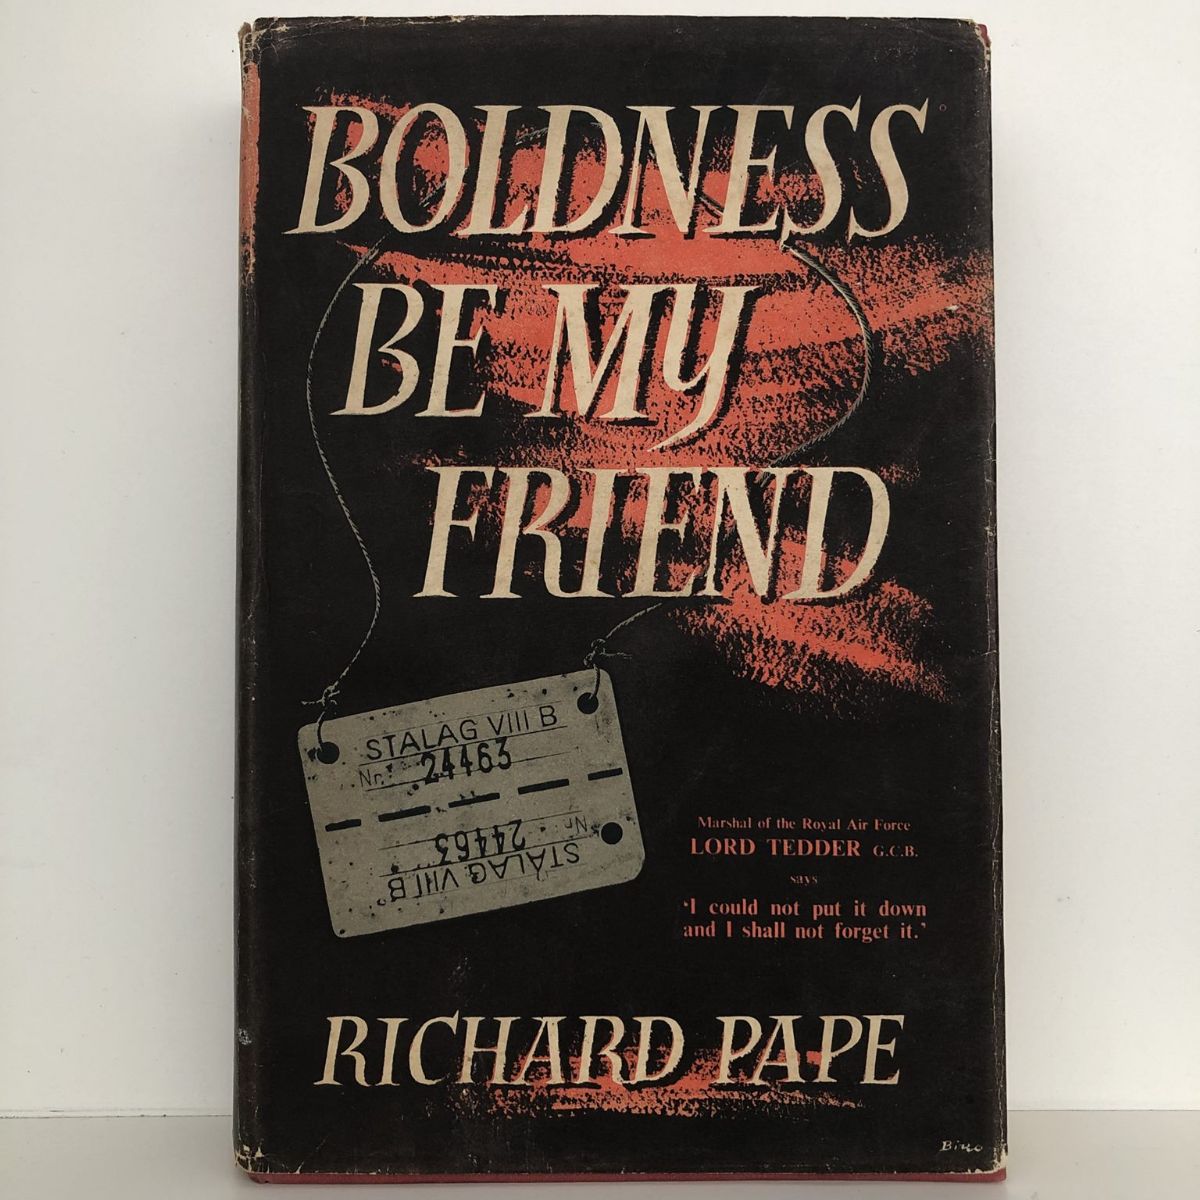 BOLDNESS
BE MY
FRIEND
STALAG VIII B
Nr. 24463
Nr. 24463
STALAG VIII B
Marshal of the Royal Air Force
LORD TEDDER G.C.B.
says
‘I could not put it down
and I shall not forget it.’
RICHARD PAPE